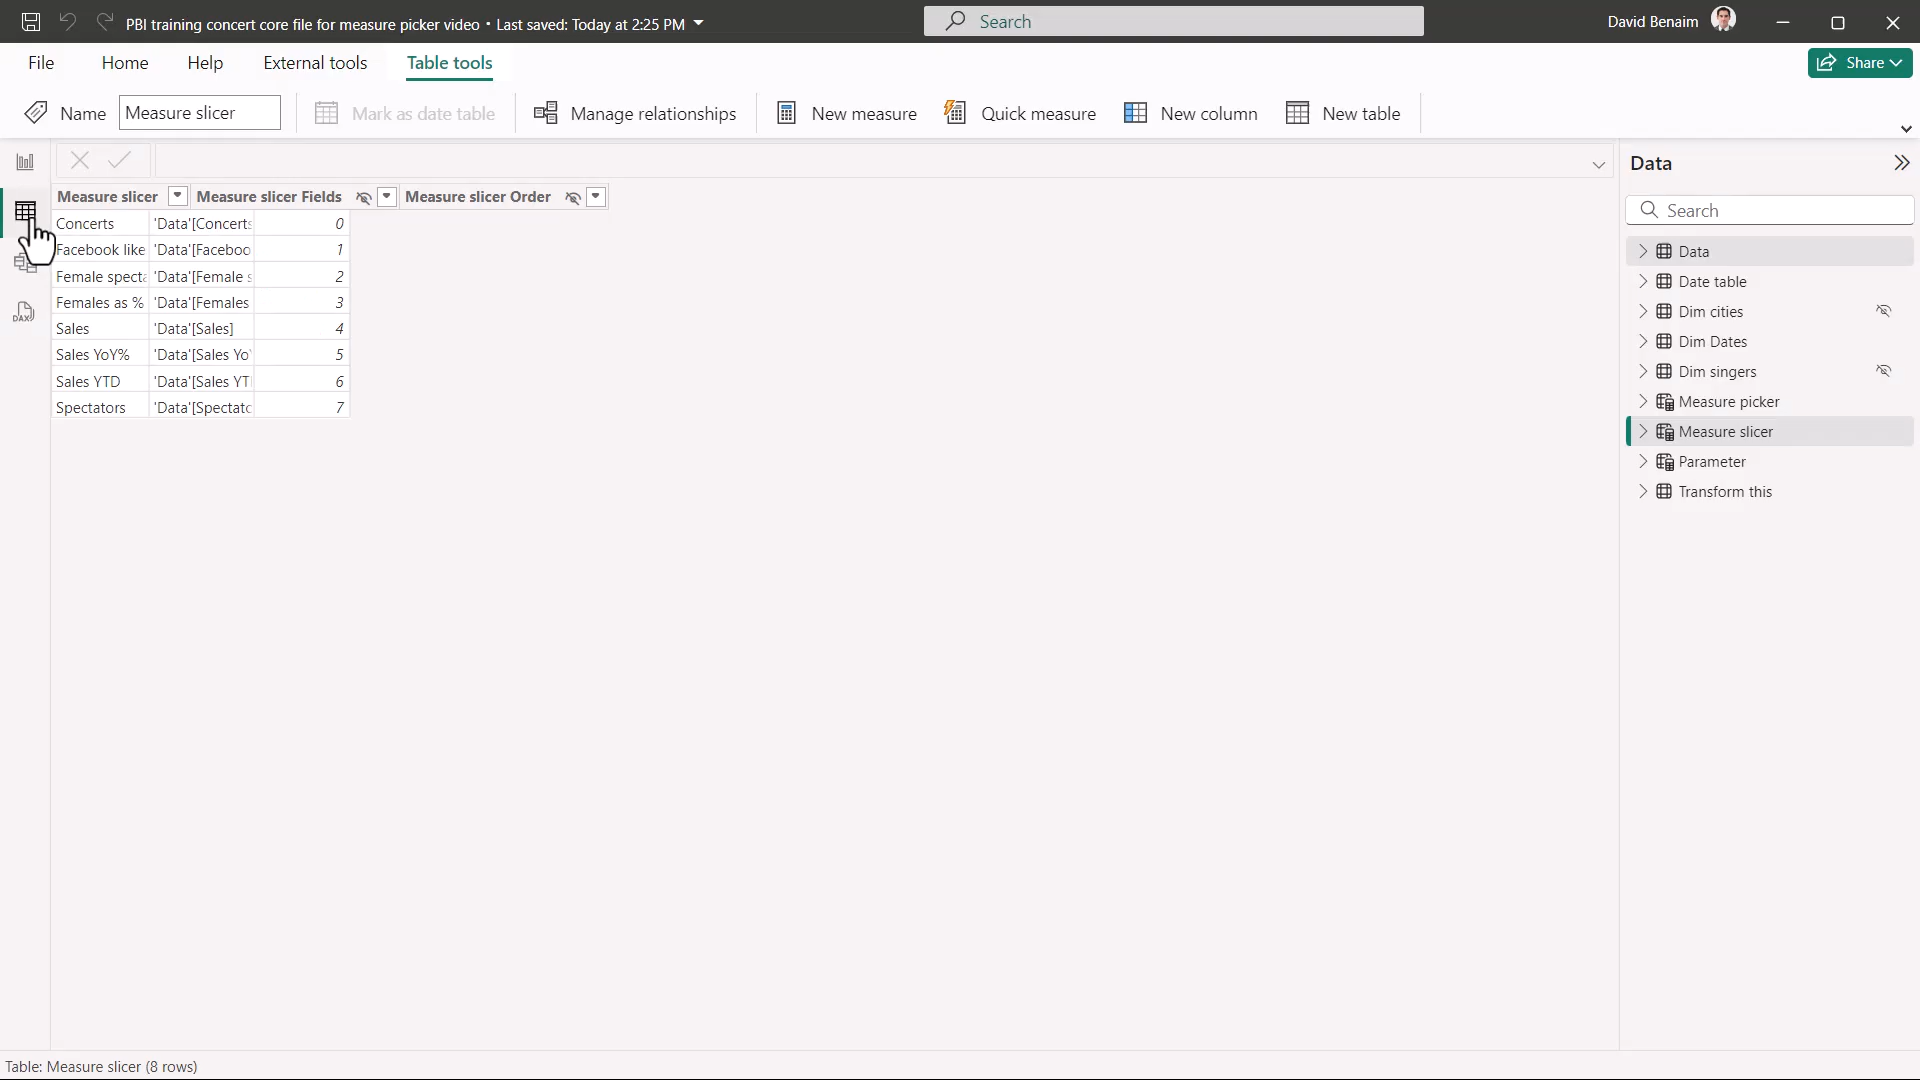 PBI training concert core file for measure picker video • Last saved: Today at 2:25 PM
Search
David Benaim
File
Home
Help
External tools
Table tools
Share
Name
Measure slicer
Mark as date table
Manage relationships
New measure
Quick measure
New column
New table
Measure slicer
Measure slicer Fields
Measure slicer Order
Concerts 'Data'[Concerts 0
Facebook like 'Data'[Faceboo 1
Female specta 'Data'[Female s 2
Females as % 'Data'[Females 3
Sales 'Data'[Sales] 4
Sales YoY% 'Data'[Sales Yo 5
Sales YTD 'Data'[Sales YT 6
Spectators 'Data'[Spectato 7
DAX
Data
Search
Data
Date table
Dim cities
Dim Dates
Dim singers
Measure picker
Measure slicer
Parameter
Transform this
Table: Measure slicer (8 rows)